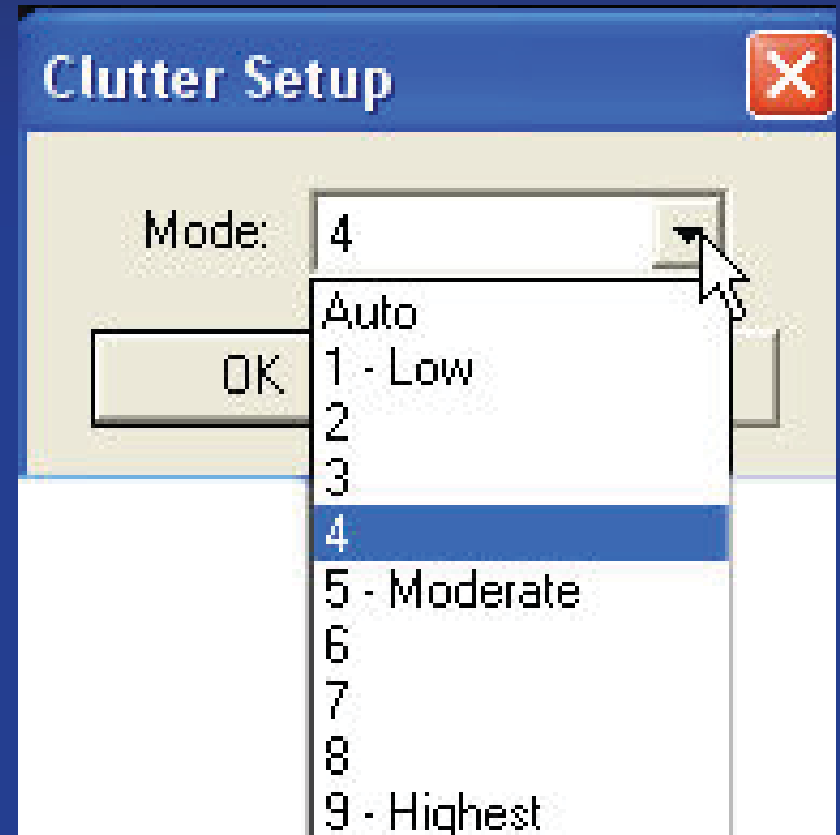 Clutter Setup
Mode: 4
Auto
OK 1 - Low
2
3
4
5 - Moderate
6
7
8
9 - Highest